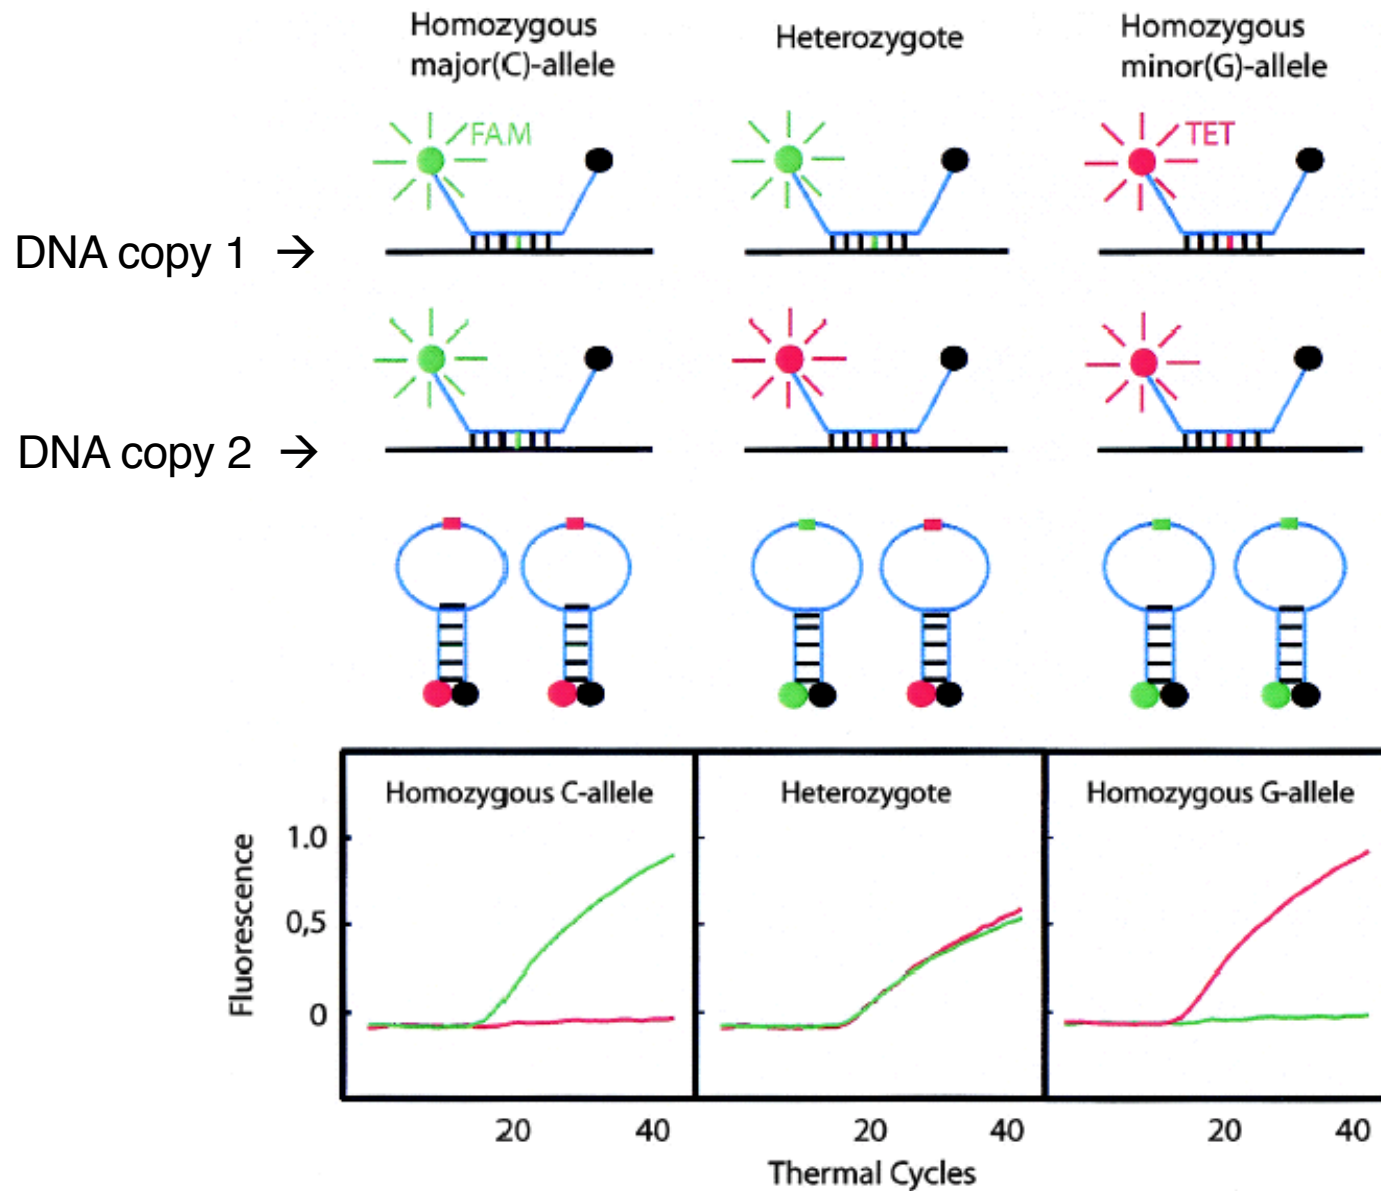 Homozygous
major(C)-allele
Heterozygote
Homozygous
minor(G)-allele
FAM
TET
DNA copy 1 →
DNA copy 2 →
Homozygous C-allele
Heterozygote
Homozygous G-allele
Fluorescence
1.0
0,5
0
20
40
20
40
20
40
Thermal Cycles